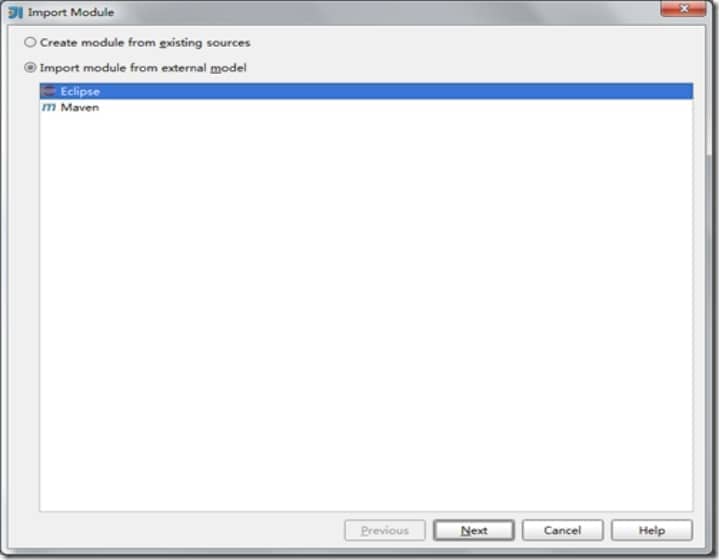 Import Module
Create module from existing sources
Import module from external model
Eclipse
Maven
Previous
Next
Cancel
Help